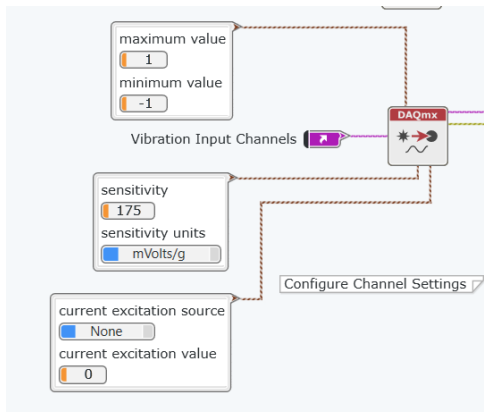 maximum value
1
minimum value
-1
DAQmx
Vibration Input Channels
sensitivity
175
sensitivity units
mVolts/g
Configure Channel Settings
current excitation source
None
current excitation value
0